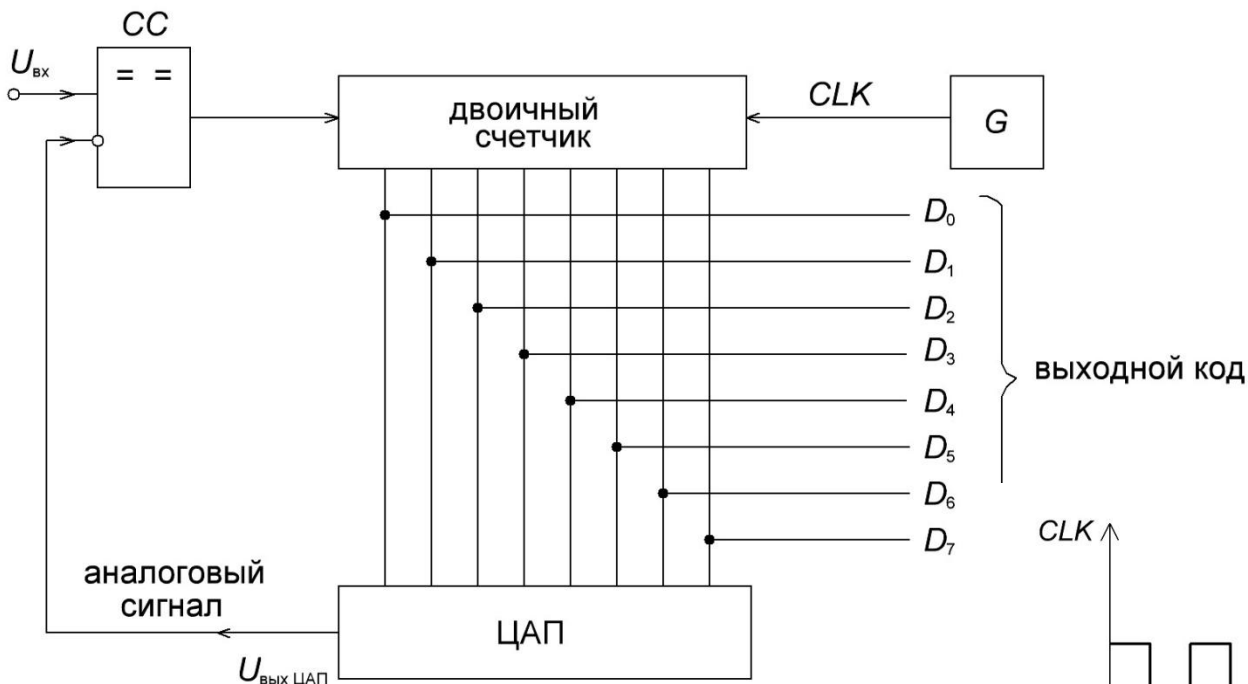 CC
U вх
= =
двоичный
счетчик
CLK
G
D0
D1
D2
D3
D4
D5
D6
D7
выходной код
CLK
аналоговый
сигнал
ЦАП
U вых ЦАП